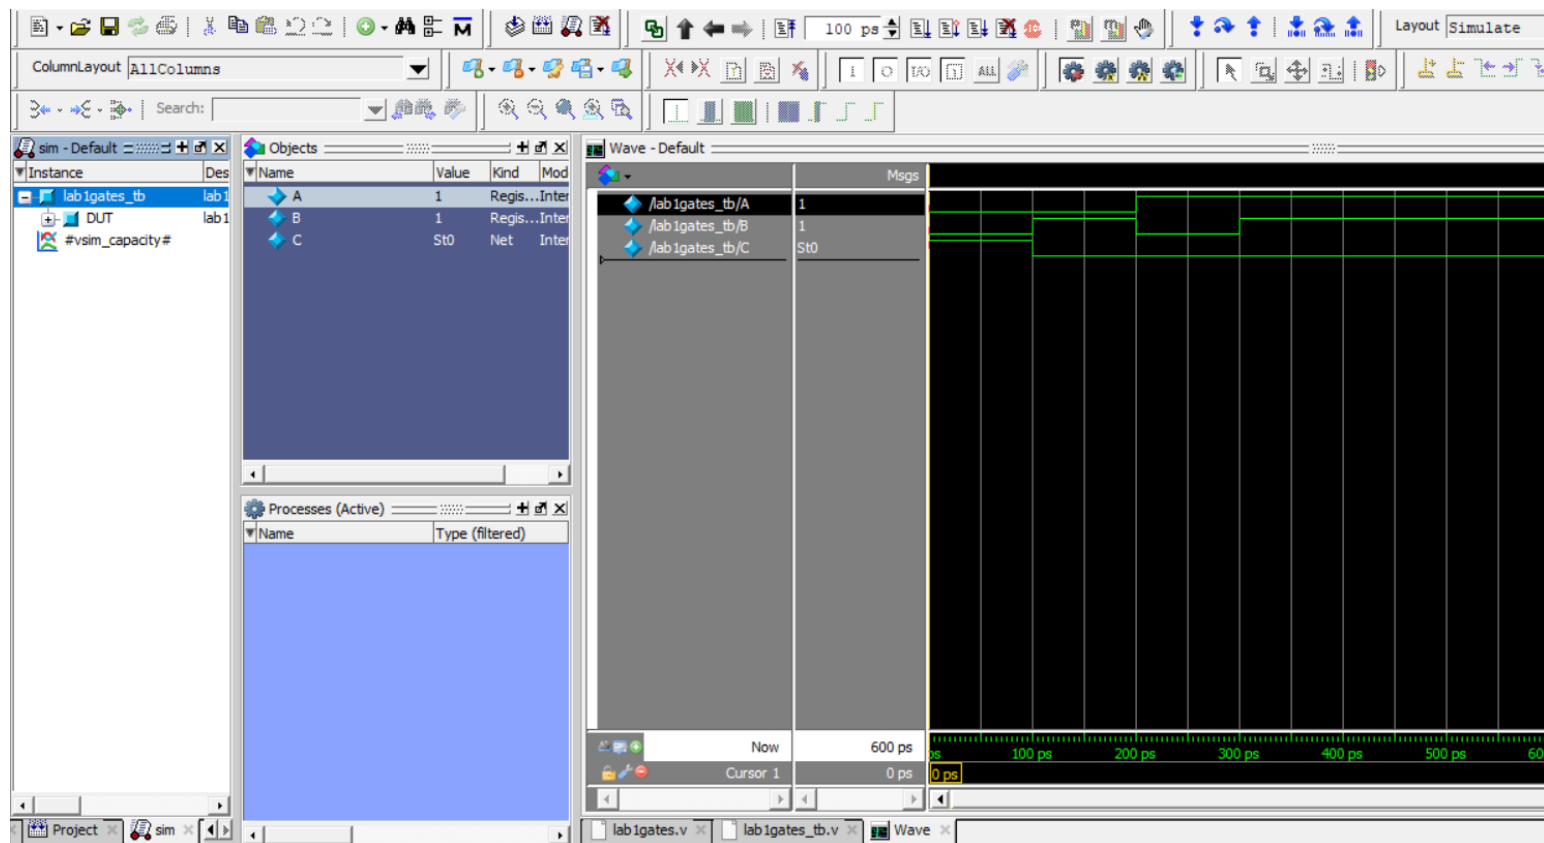 100 ps
Layout Simulate
ColumnLayout AllColumns
ALL
Search:
sim - Default
Instance Des
lab1gates_tb lab1
DUT lab1
#vsim_capacity#
Objects
Name Value Kind Mod
A 1 Regis... Inter
B 1 Regis... Inter
C St0 Net Inter
Processes (Active)
Name Type (filtered)
Wave - Default
Msgs
/lab1gates_tb/A 1
/lab1gates_tb/B 1
/lab1gates_tb/C St0
Now 600 ps
Cursor 1 0 ps
ps 100 ps 200 ps 300 ps 400 ps 500 ps 60
0 ps
Project sim
lab1gates.v lab1gates_tb.v Wave